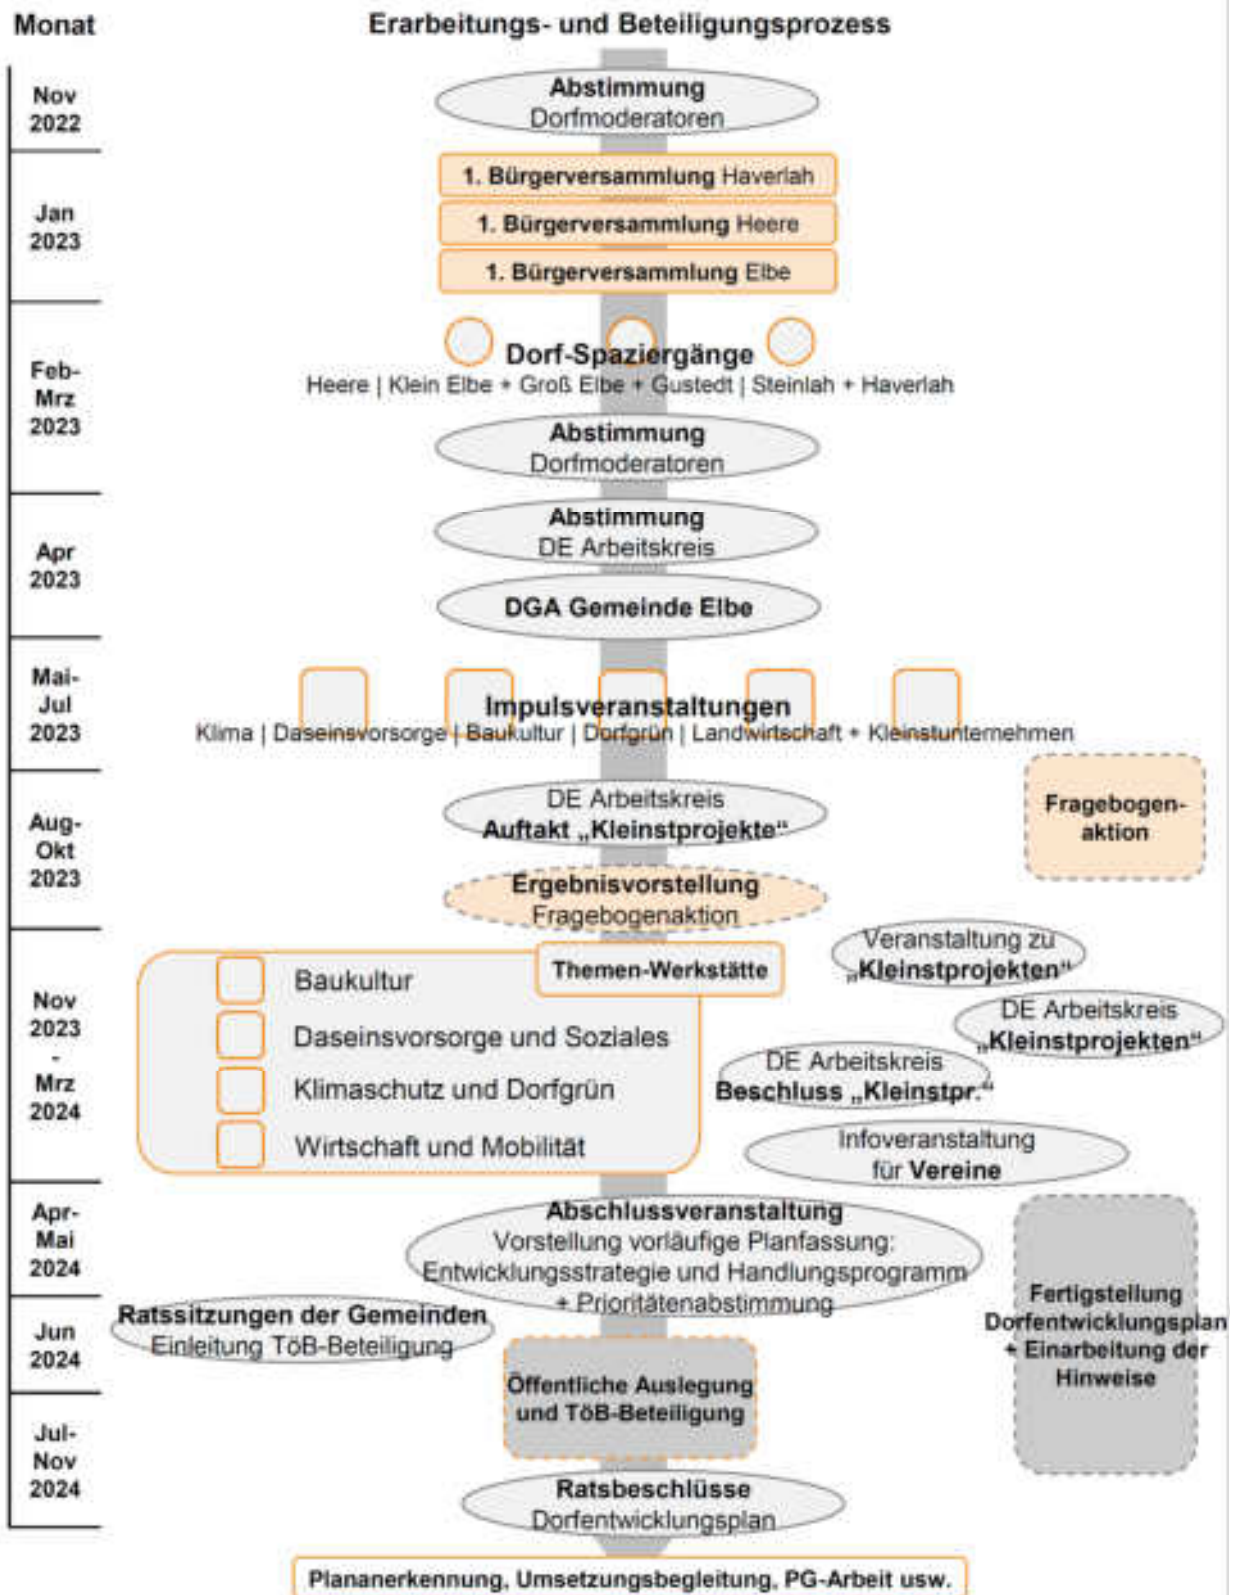 Monat
Erarbeitungs- und Beteiligungsprozess
Nov
2022
Abstimmung
Dorfmoderatoren
Jan
2023
1. Bürgerversammlung Haverlah
1. Bürgerversammlung Heere
1. Bürgerversammlung Elbe
Feb-
Mrz
2023
Dorf-Spaziergänge
Heere | Klein Elbe + Groß Elbe + Gustedt | Steinlah + Haverlah
Abstimmung
Dorfmoderatoren
Apr
2023
Abstimmung
DE Arbeitskreis
DGA Gemeinde Elbe
Mai-
Jul
2023
Impulsveranstaltungen
Klima | Daseinsvorsorge | Baukultur | Dorfgrün | Landwirtschaft + Kleinstunternehmen
Aug-
Okt
2023
DE Arbeitskreis
Auftakt „Kleinstprojekte“
Fragebogen-
aktion
Ergebnisvorstellung
Fragebogenaktion
Nov
2023
-
Mrz
2024
Themen-Werkstätte
Baukultur
Daseinsvorsorge und Soziales
Klimaschutz und Dorfgrün
Wirtschaft und Mobilität
Veranstaltung zu
„Kleinstprojekten“
DE Arbeitskreis
„Kleinstprojekten“
DE Arbeitskreis
Beschluss „Kleinstpr.“
Infoveranstaltung
für Vereine
Apr-
Mai
2024
Abschlussveranstaltung
Vorstellung vorläufige Planfassung:
Entwicklungsstrategie und Handlungsprogramm
+ Prioritätenabstimmung
Fertigstellung
Dorfentwicklungsplan
+ Einarbeitung der
Hinweise
Jun
2024
Ratssitzungen der Gemeinden
Einleitung TöB-Beteiligung
Öffentliche Auslegung
und TöB-Beteiligung
Jul-
Nov
2024
Ratsbeschlüsse
Dorfentwicklungsplan
Plananerkennung, Umsetzungsbegleitung, PG-Arbeit usw.